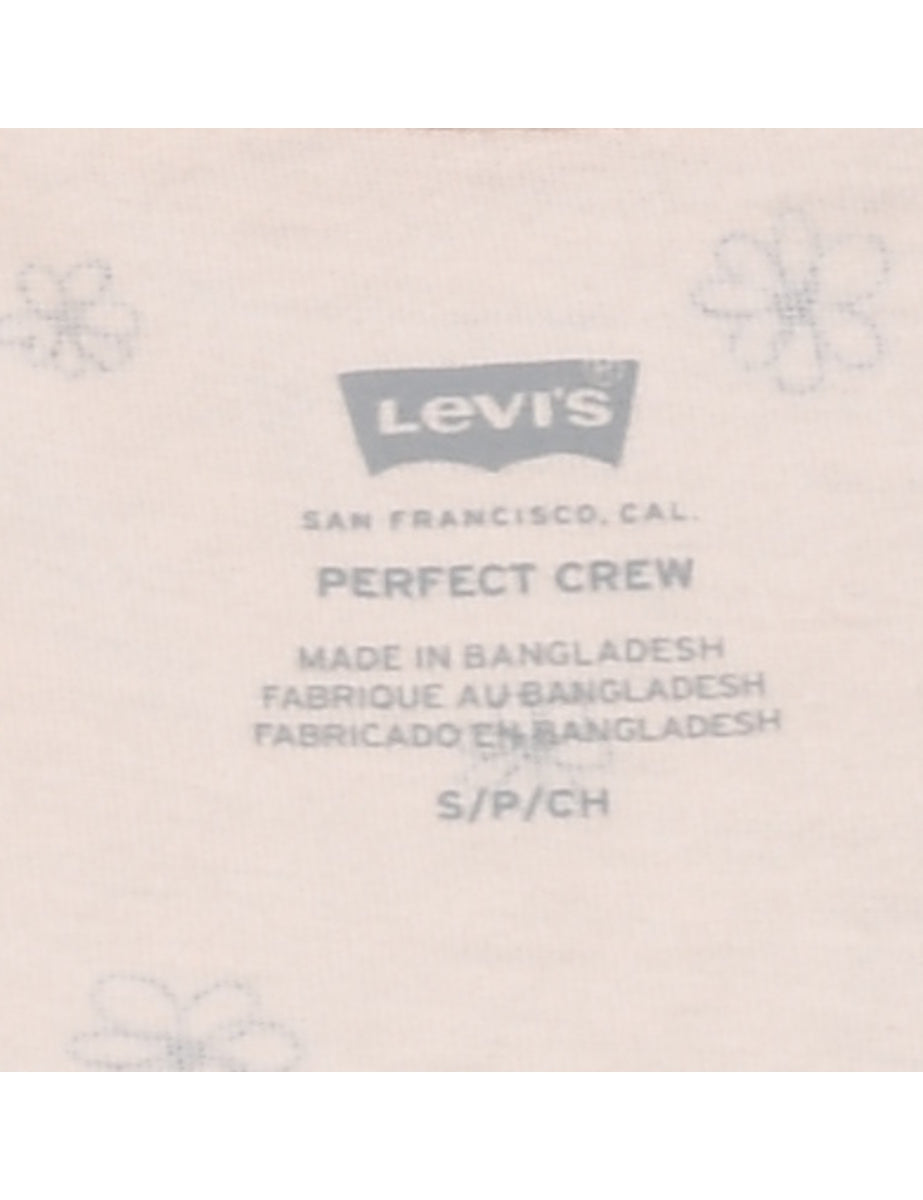 Levi's
SAN FRANCISCO, CAL.
PERFECT CREW
MADE IN BANGLADESH
FABRIQUE AU BANGLADESH
FABRICADO EN BANGLADESH
S/P/CH